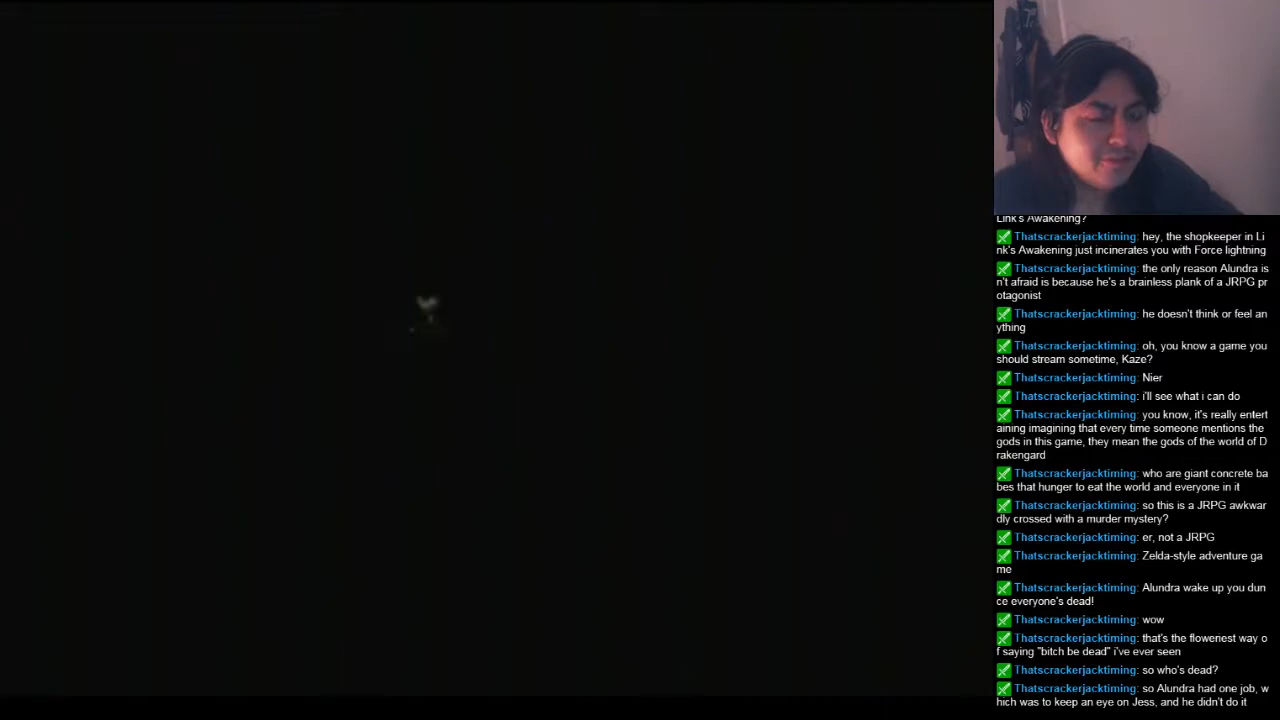 Link's Awakening?
Thatscrackerjacktiming: hey, the shopkeeper in Li
nk's Awakening just incinerates you with Force lightning
Thatscrackerjacktiming: the only reason Alundra is
n't afraid is because he's a brainless plank of a JRPG pr
otagonist
Thatscrackerjacktiming: he doesn't think or feel an
ything
Thatscrackerjacktiming: oh, you know a game you
should stream sometime, Kaze?
Thatscrackerjacktiming: Nier
Thatscrackerjacktiming: i'll see what i can do
Thatscrackerjacktiming: you know, it's really entert
aining imagining that every time someone mentions the
gods in this game, they mean the gods of the world of D
rakengard
Thatscrackerjacktiming: who are giant concrete ba
bes that hunger to eat the world and everyone in it
Thatscrackerjacktiming: so this is a JRPG awkwar
dly crossed with a murder mystery?
Thatscrackerjacktiming: er, not a JRPG
Thatscrackerjacktiming: Zelda-style adventure ga
me
Thatscrackerjacktiming: Alundra wake up you dun
ce everyone's dead!
Thatscrackerjacktiming: wow
Thatscrackerjacktiming: that's the floweriest way o
f saying "bitch be dead" i've ever seen
Thatscrackerjacktiming: so who's dead?
Thatscrackerjacktiming: so Alundra had one job, w
hich was to keep an eye on Jess, and he didn't do it